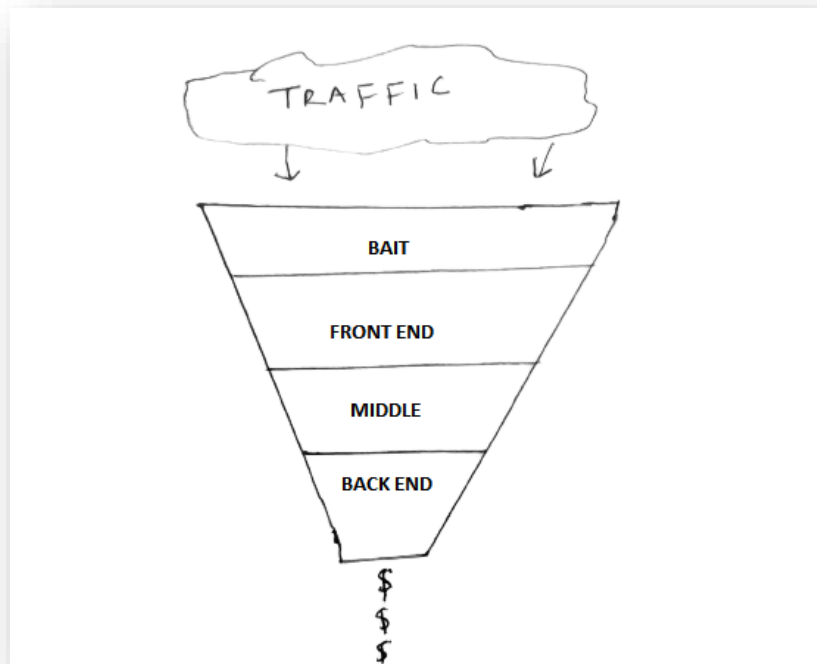 TRAFFIC
BAIT
FRONT END
MIDDLE
BACK END
$
$
$